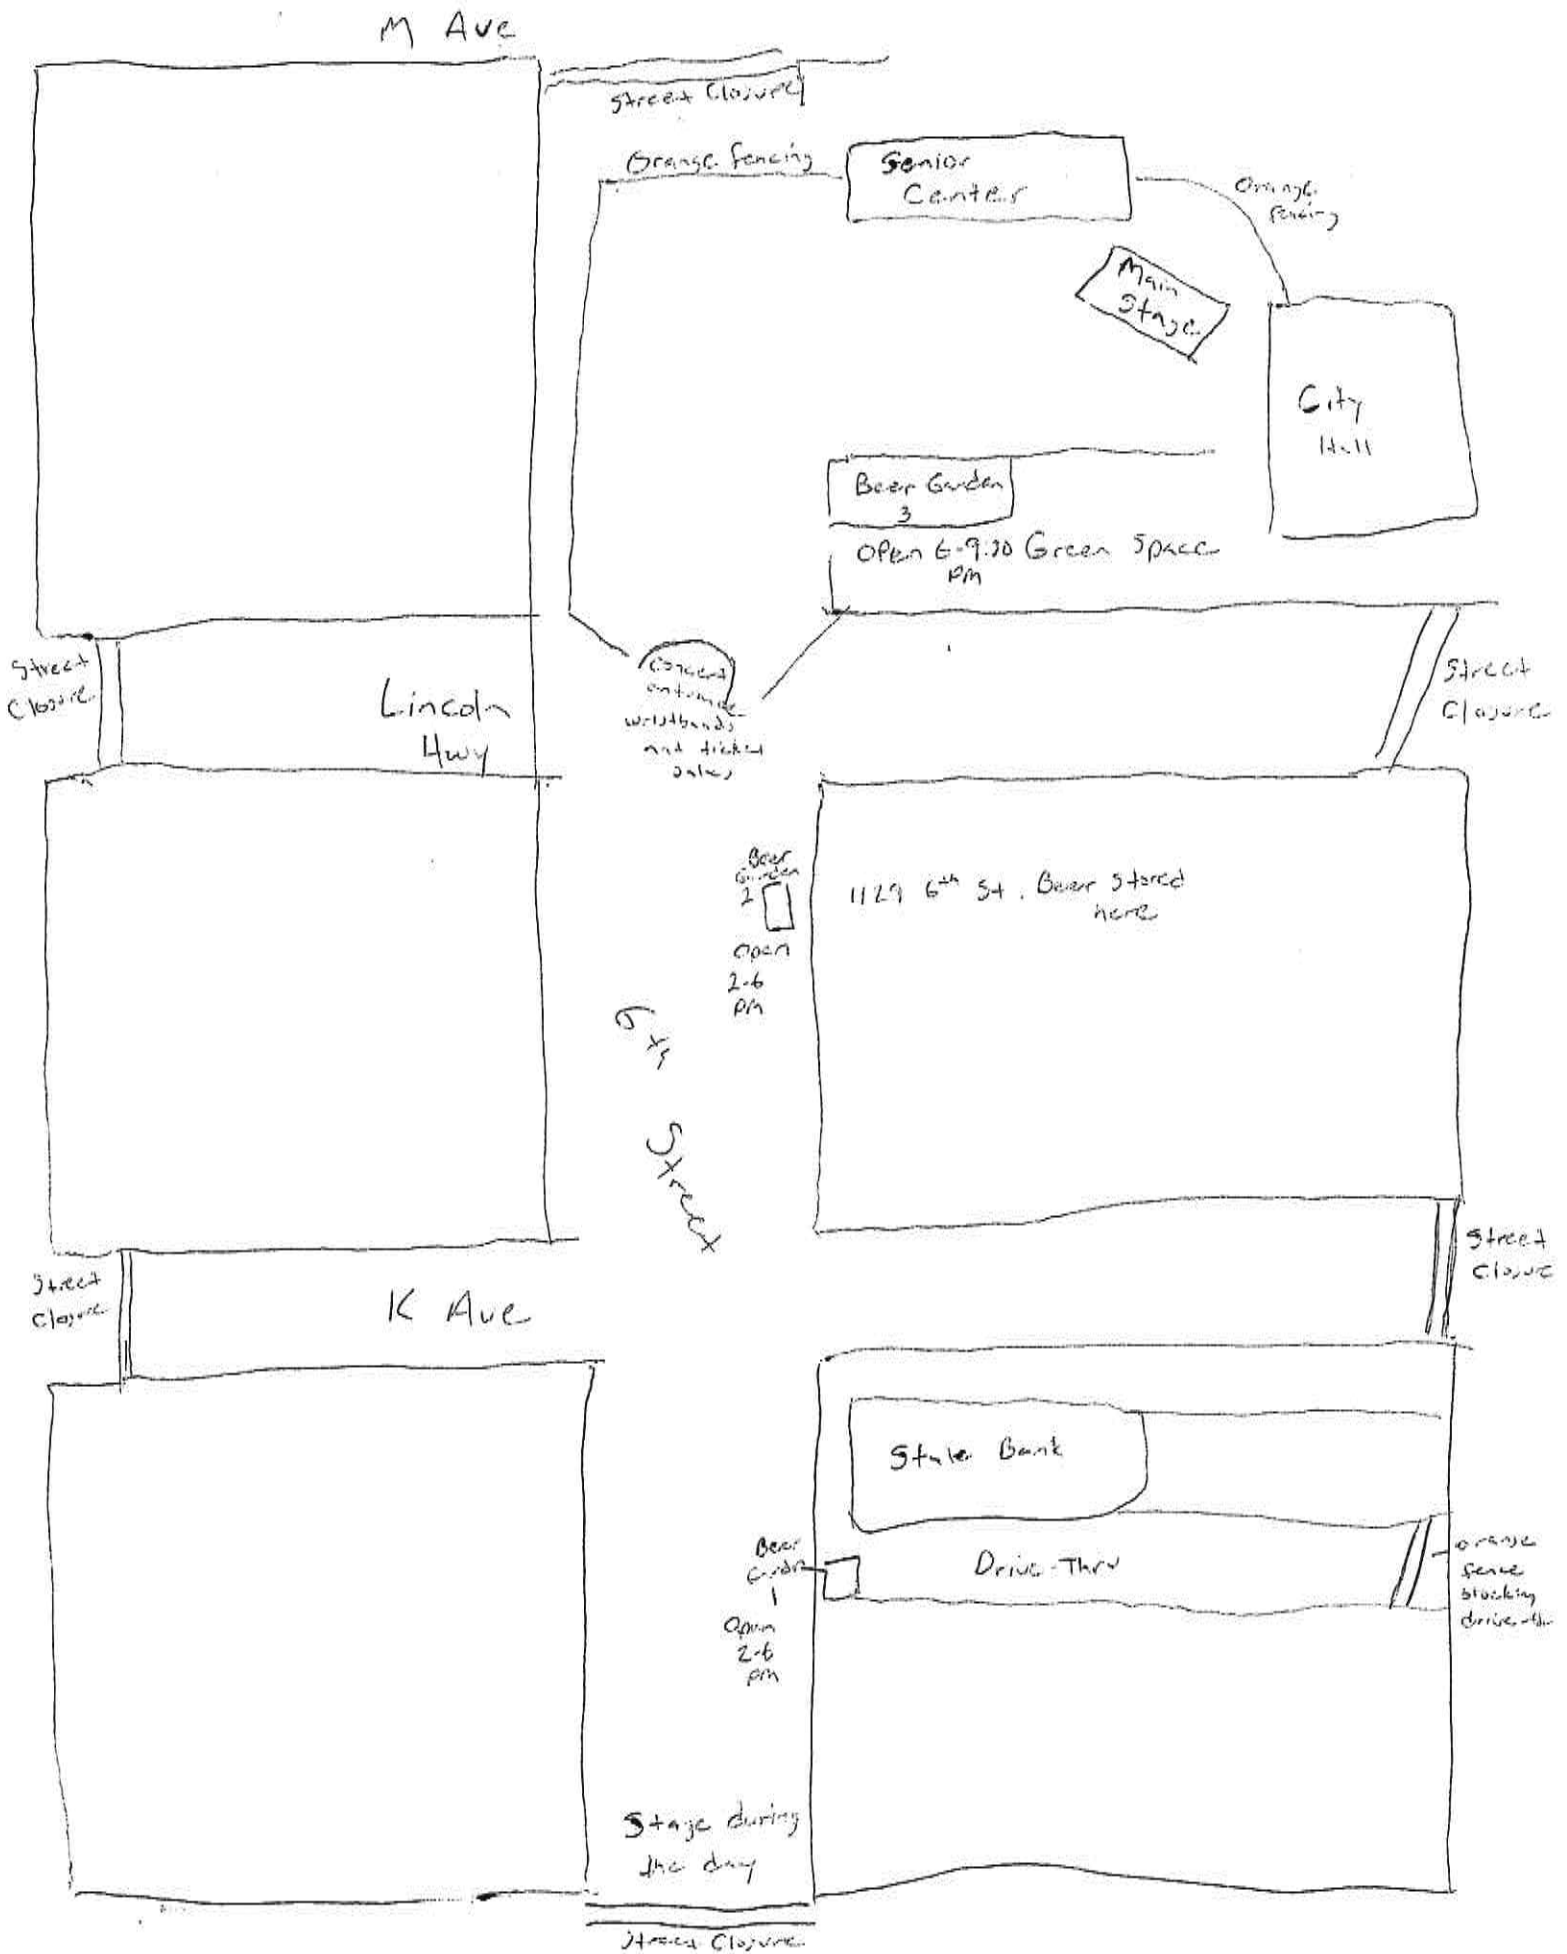 M Ave
Street Closure
Orange fencing
Senior
Center
Orange
fencing
Main
Stage
City
Hall
Beer Garden
3
Open 6-9:30 Green Space
PM
Street
Closure
Lincoln
Hwy
Concert
entrance
wristbands
and ticket
sales
Street
Closure
Beer
Garden
2
Open
2-6
PM
1129 6th St. Beer Stored
here
6th
Street
Street
Closure
K Ave
Street
Closure
Bank
Beer
Garden
1
Open
2-6
pm
Drive-Thru
orange
fence
blocking
drive-thru
Stage during
the day
Street Closure